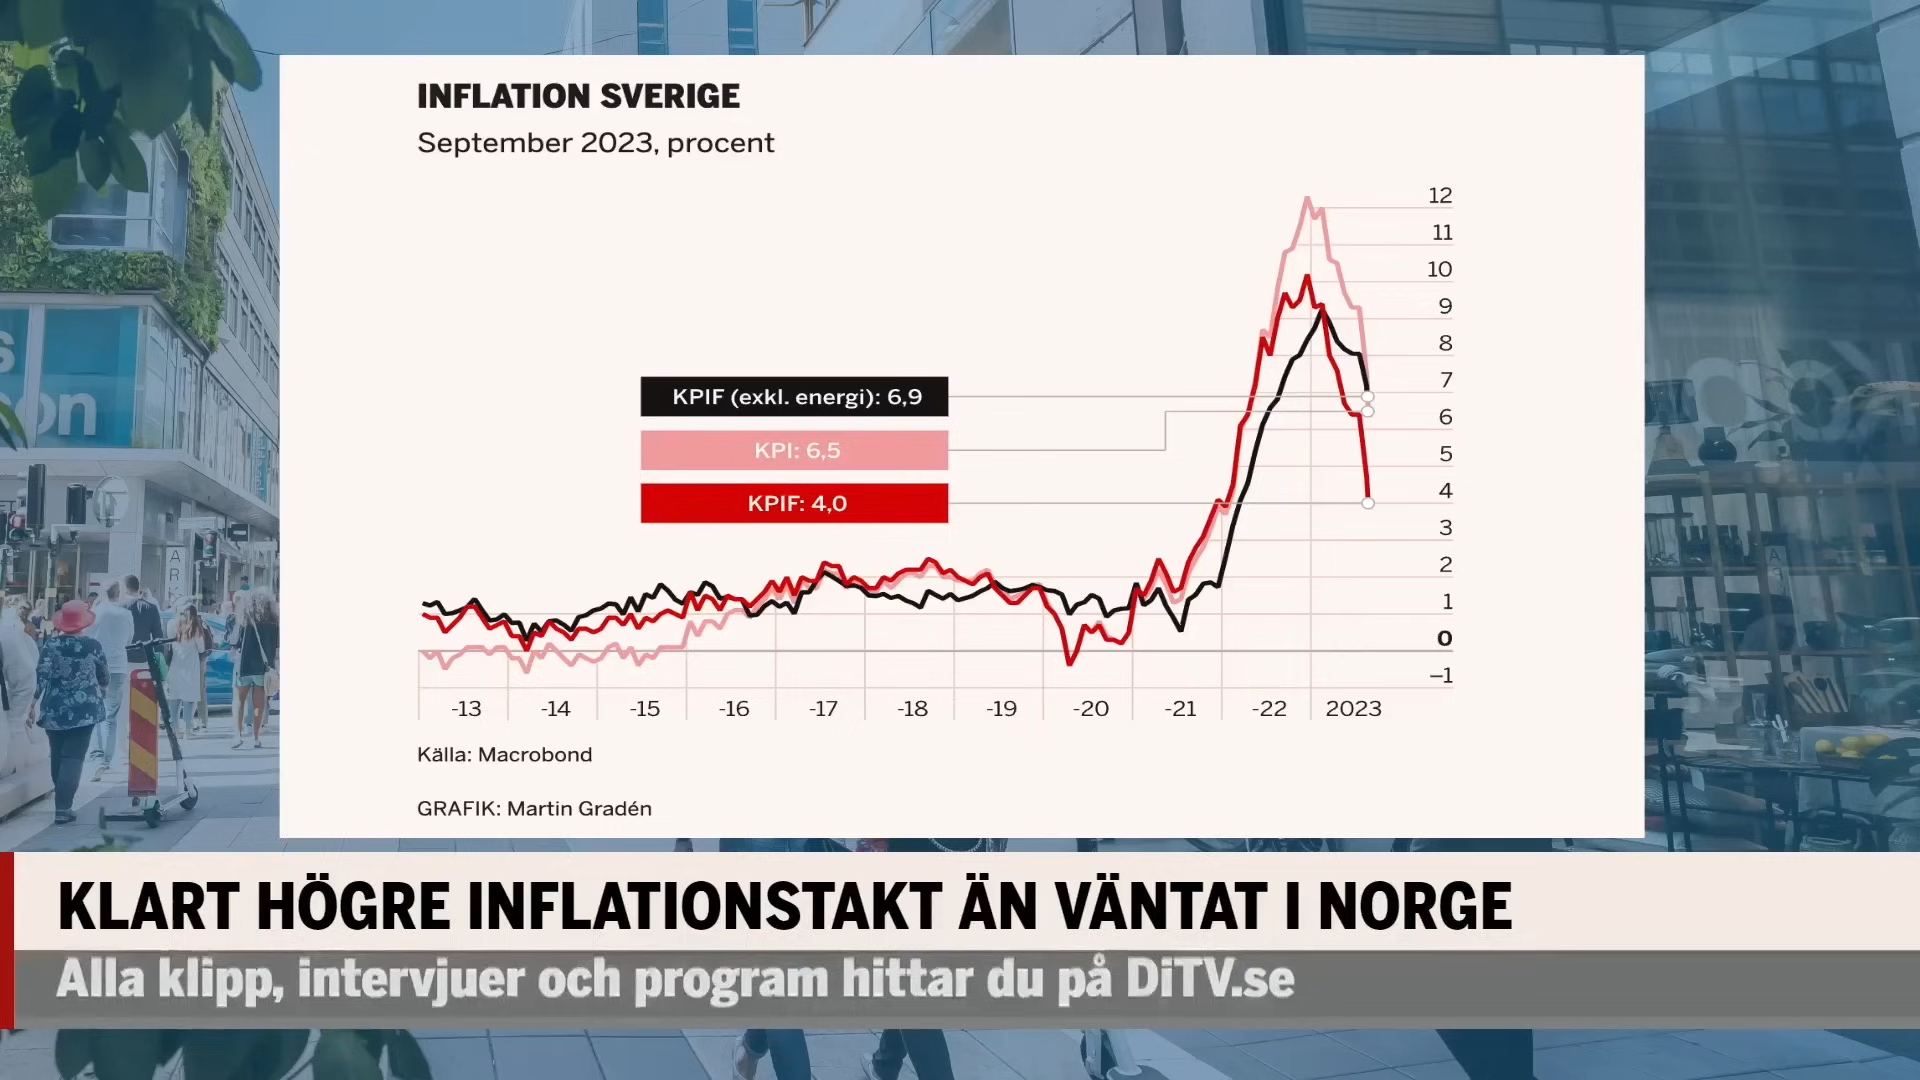 INFLATION SVERIGE
September 2023, procent
12
11
10
9
8
7
6
5
4
3
2
1
0
–1
KPIF (exkl. energi): 6,9
KPI: 6,5
KPIF: 4,0
-13 -14 -15 -16 -17 -18 -19 -20 -21 -22 2023
Källa: Macrobond
GRAFIK: Martin Gradén
KLART HÖGRE INFLATIONSTAKT ÄN VÄNTAT I NORGE
Alla klipp, intervjuer och program hittar du på DiTV.se